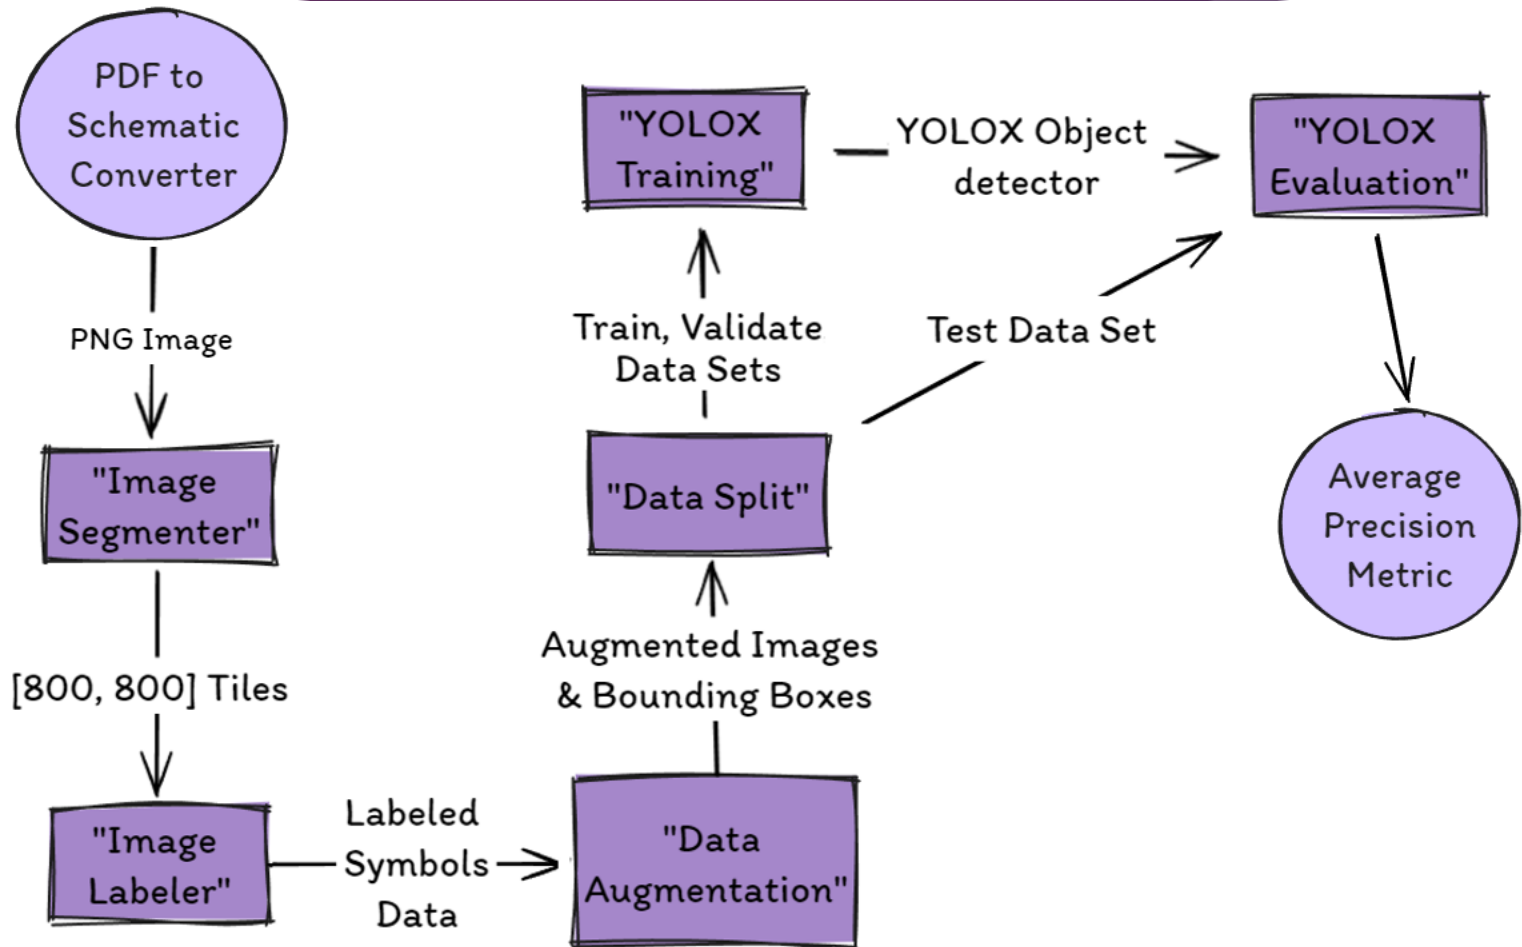 PDF to
Schematic
Converter
PNG Image
"Image
Segmenter"
[800, 800] Tiles
"Image
Labeler"
Labeled
Symbols
Data
"Data
Augmentation"
Augmented Images
& Bounding Boxes
"Data Split"
Train, Validate
Data Sets
"YOLOX
Training"
YOLOX Object
detector
Test Data Set
"YOLOX
Evaluation"
Average
Precision
Metric